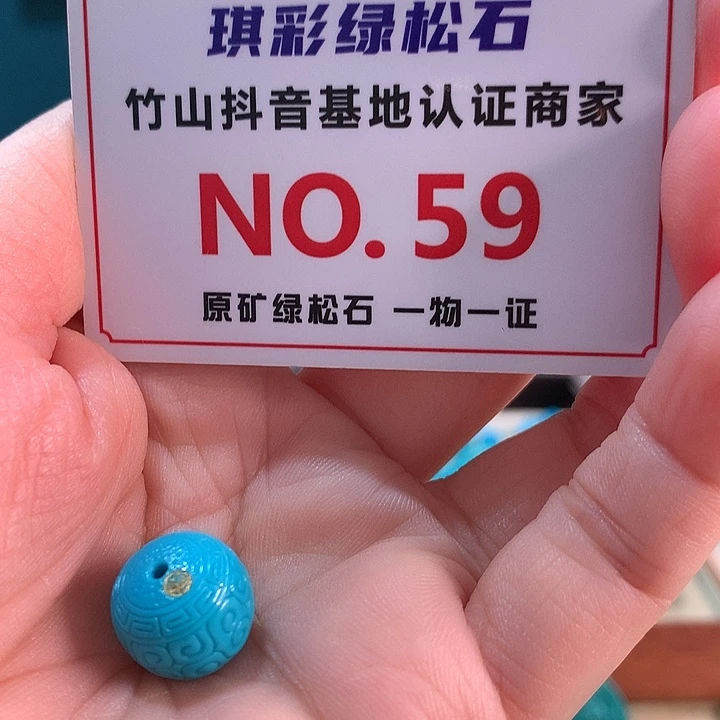 琪彩绿松石
竹山抖音基地认证商家
NO.59
原矿绿松石 一物一证